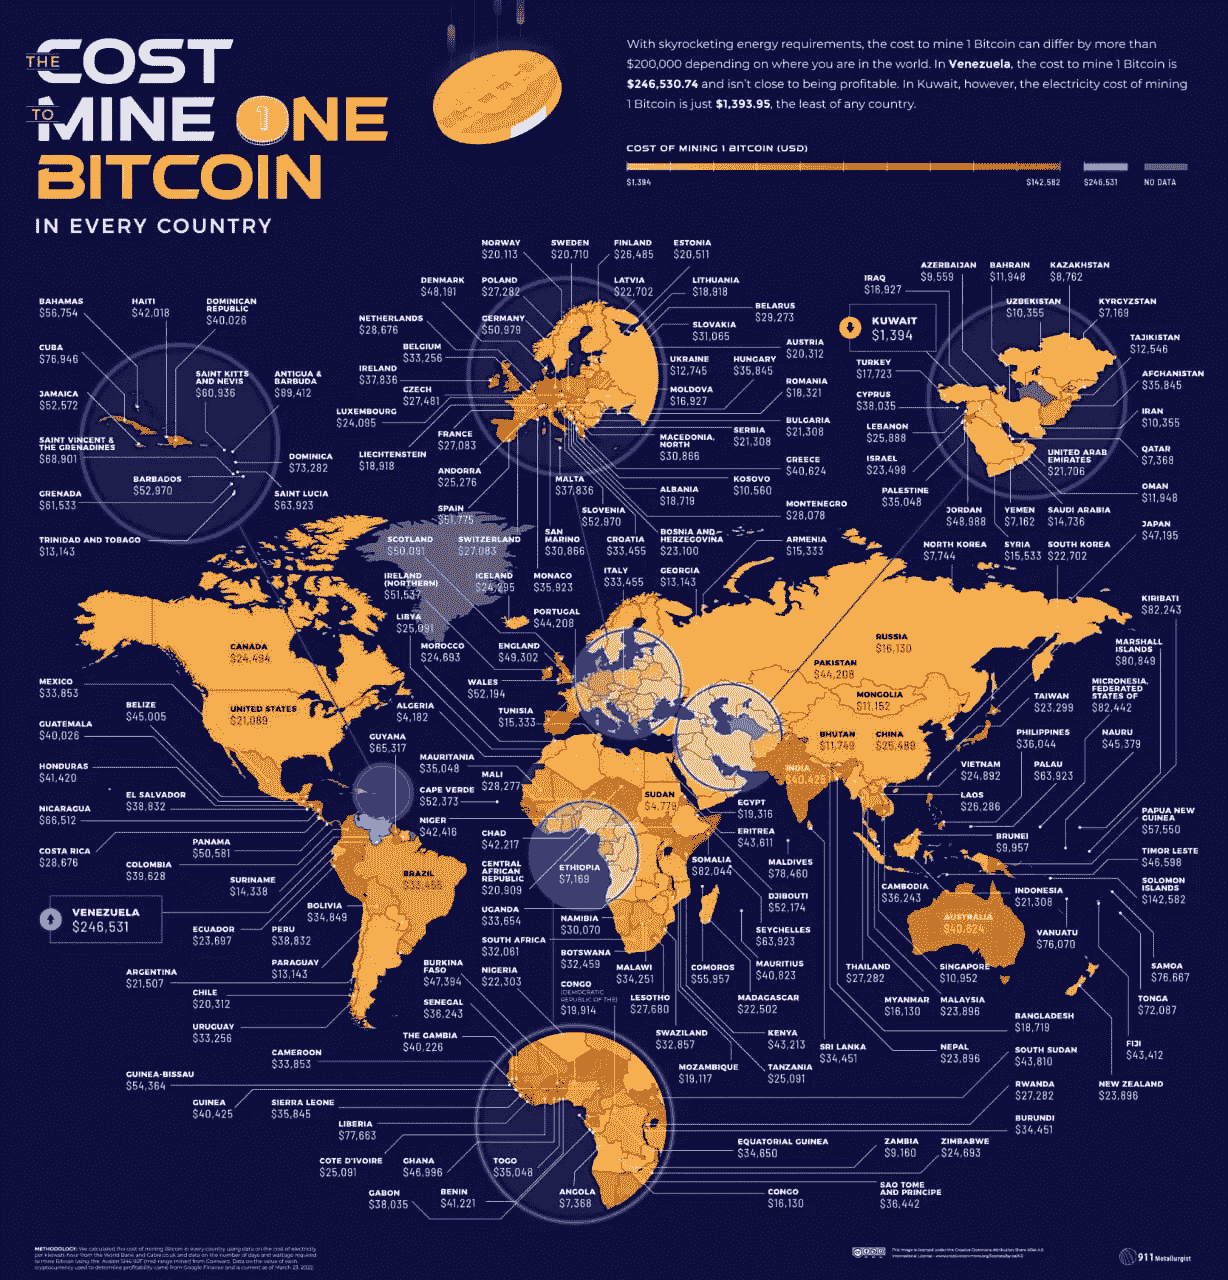 THE COST
TO MINE ONE
BITCOIN
IN EVERY COUNTRY
With skyrocketing energy requirements, the cost to mine 1 Bitcoin can differ by more than
$200,000 depending on where you are in the world. In Venezuela, the cost to mine 1 Bitcoin is
$246,530.74 and isn't close to being profitable. In Kuwait, however, the electricity cost of mining
1 Bitcoin is just $1,393.95, the least of any country.
COST OF MINING 1 BITCOIN (USD)
$1,394
$142,582
$246,531
NO DATA
NORWAY
$20,113
SWEDEN
$20,710
FINLAND
$26,485
ESTONIA
$20,511
DENMARK
$48,191
POLAND
$27,282
LATVIA
$22,702
LITHUANIA
$18,918
BELARUS
$29,273
NETHERLANDS
$28,676
GERMANY
$50,979
SLOVAKIA
$31,065
AUSTRIA
$20,312
BELGIUM
$33,256
UKRAINE
$12,745
HUNGARY
$35,845
IRELAND
$37,836
CZECH
$27,481
MOLDOVA
$16,927
ROMANIA
$18,321
LUXEMBOURG
$24,095
FRANCE
$27,083
SERBIA
$21,308
BULGARIA
$21,308
LIECHTENSTEIN
$18,918
MACEDONIA,
NORTH
$30,866
GREECE
$40,624
ANDORRA
$25,276
MALTA
$37,836
KOSOVO
$10,560
ALBANIA
$18,719
MONTENEGRO
$28,078
SPAIN
$51,775
SLOVENIA
$52,970
SCOTLAND
$50,091
SWITZERLAND
$27,083
SAN
MARINO
$30,866
CROATIA
$33,455
BOSNIA AND
HERZEGOVINA
$23,100
ARMENIA
$15,333
IRELAND
(NORTHERN)
$51,537
ICELAND
$24,295
MONACO
$35,923
ITALY
$33,455
GEORGIA
$13,143
BAHAMAS
$56,754
HAITI
$42,018
DOMINICAN
REPUBLIC
$40,026
CUBA
$76,946
SAINT KITTS
AND NEVIS
$60,936
ANTIGUA &
BARBUDA
$89,412
JAMAICA
$52,572
SAINT VINCENT &
THE GRENADINES
$68,901
DOMINICA
$73,282
BARBADOS
$52,970
GRENADA
$61,533
SAINT LUCIA
$63,923
TRINIDAD AND TOBAGO
$13,143
IRAQ
$16,927
AZERBAIJAN
$9,559
BAHRAIN
$11,948
KAZAKHSTAN
$8,762
KUWAIT
$1,394
UZBEKISTAN
$10,355
KYRGYZSTAN
$7,169
TAJIKISTAN
$12,546
TURKEY
$17,723
AFGHANISTAN
$35,845
CYPRUS
$38,035
IRAN
$10,355
LEBANON
$25,888
QATAR
$7,368
ISRAEL
$23,498
UNITED ARAB
EMIRATES
$21,706
PALESTINE
$35,048
OMAN
$11,948
JORDAN
$48,988
YEMEN
$7,162
SAUDI ARABIA
$14,736
JAPAN
$47,195
NORTH KOREA
$7,744
SYRIA
$15,533
SOUTH KOREA
$22,702
KIRIBATI
$82,243
LIBYA
$25,091
PORTUGAL
$44,208
CANADA
$24,494
MOROCCO
$24,693
ENGLAND
$49,302
RUSSIA
$16,130
MARSHALL
ISLANDS
$80,849
MEXICO
$33,853
WALES
$52,194
PAKISTAN
$44,208
MICRONESIA,
FEDERATED
STATES OF
$82,442
BELIZE
$45,005
UNITED STATES
$21,089
ALGERIA
$4,182
TUNISIA
$15,333
MONGOLIA
$11,152
TAIWAN
$23,299
GUATEMALA
$40,026
GUYANA
$65,317
BHUTAN
$11,749
CHINA
$25,489
PHILIPPINES
$36,044
NAURU
$45,379
HONDURAS
$41,420
MAURITANIA
$35,048
MALI
$28,277
INDIA
$40,425
VIETNAM
$24,892
PALAU
$63,923
EL SALVADOR
$38,832
CAPE VERDE
$52,373
SUDAN
$4,779
EGYPT
$19,316
LAOS
$26,286
NICARAGUA
$66,512
NIGER
$42,416
PAPUA NEW
GUINEA
$57,550
CHAD
$42,217
ERITREA
$43,611
BRUNEI
$9,957
COSTA RICA
$28,676
PANAMA
$50,581
COLOMBIA
$39,628
CENTRAL
AFRICAN
REPUBLIC
$20,909
ETHIOPIA
$7,169
SOMALIA
$82,044
MALDIVES
$78,460
TIMOR LESTE
$46,598
SURINAME
$14,338
BRAZIL
$33,455
CAMBODIA
$36,243
INDONESIA
$21,308
SOLOMON
ISLANDS
$142,582
VENEZUELA
$246,531
BOLIVIA
$34,849
UGANDA
$33,654
NAMIBIA
$30,070
DJIBOUTI
$52,174
AUSTRALIA
$40,624
ECUADOR
$23,697
PERU
$38,832
SOUTH AFRICA
$32,061
SEYCHELLES
$63,923
VANUATU
$76,070
BOTSWANA
$32,459
PARAGUAY
$13,143
BURKINA
FASO
$47,394
NIGERIA
$22,303
MALAWI
$34,251
COMOROS
$55,957
MAURITIUS
$40,823
THAILAND
$27,282
SINGAPORE
$10,952
SAMOA
$76,667
ARGENTINA
$21,507
CONGO
(DEMOCRATIC
REPUBLIC OF THE)
$19,914
CHILE
$20,312
SENEGAL
$36,243
LESOTHO
$27,680
MADAGASCAR
$22,502
MYANMAR
$16,130
MALAYSIA
$23,896
TONGA
$72,087
URUGUAY
$33,256
THE GAMBIA
$40,226
SWAZILAND
$32,857
KENYA
$43,213
BANGLADESH
$18,719
CAMEROON
$33,853
SRI LANKA
$34,451
NEPAL
$23,896
FIJI
$43,412
SOUTH SUDAN
$43,810
GUINEA-BISSAU
$54,364
MOZAMBIQUE
$19,117
TANZANIA
$25,091
RWANDA
$27,282
NEW ZEALAND
$23,896
GUINEA
$40,425
SIERRA LEONE
$35,845
LIBERIA
$77,663
BURUNDI
$34,451
EQUATORIAL GUINEA
$34,650
ZAMBIA
$9,160
ZIMBABWE
$24,693
COTE D'IVOIRE
$25,091
GHANA
$46,996
TOGO
$35,048
GABON
$38,035
BENIN
$41,221
ANGOLA
$7,368
CONGO
$16,130
SAO TOME
AND PRINCIPE
$36,442
METHODOLOGY: We calculated the cost of mining Bitcoin in every country using data on the cost of electricity
911 Metallurgist